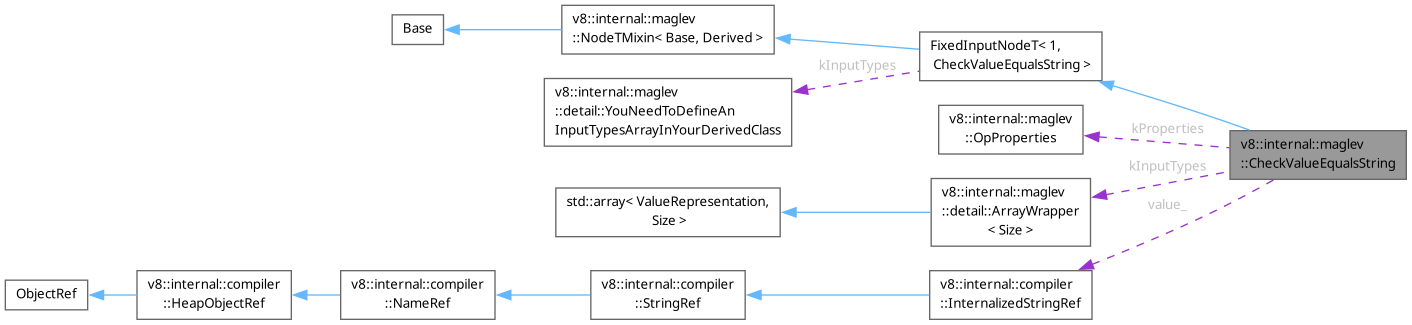 Base
v8::internal::maglev
::NodeTMixin< Base, Derived >
FixedInputNodeT< 1,
CheckValueEqualsString >
kInputTypes
v8::internal::maglev
::detail::YouNeedToDefineAn
InputTypesArrayInYourDerivedClass
v8::internal::maglev
::OpProperties
kProperties
v8::internal::maglev
::CheckValueEqualsString
kInputTypes
std::array< ValueRepresentation,
Size >
v8::internal::maglev
::detail::ArrayWrapper
< Size >
value_
ObjectRef
v8::internal::compiler
::HeapObjectRef
v8::internal::compiler
::NameRef
v8::internal::compiler
::StringRef
v8::internal::compiler
::InternalizedStringRef